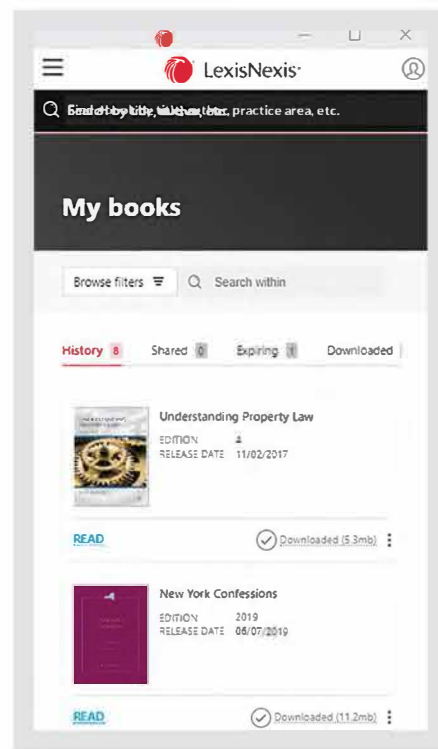 LexisNexis
practice area, etc.
My books
Browse filters
Search within
History 8
Shared 0
Expiring 1
Downloaded
Understanding Property Law
EDITION
RELEASE DATE 11/02/2017
READ
Downloaded (5.3mb)
New York Confessions
EDITION 2019
RELEASE DATE 06/07/2019
READ
Downloaded (11.2mb)